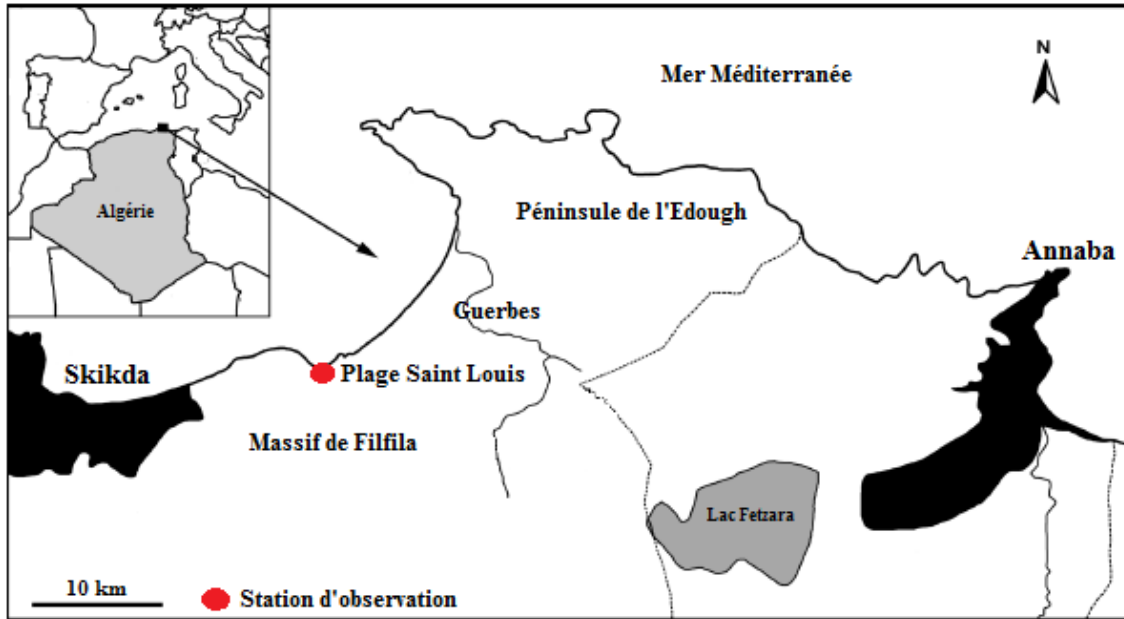 N
Mer Méditerranée
Algérie
Péninsule de l'Edough
Annaba
Guerbes
Skikda
Plage Saint Louis
Massif de Filfila
Lac Fetzara
10 km
Station d'observation